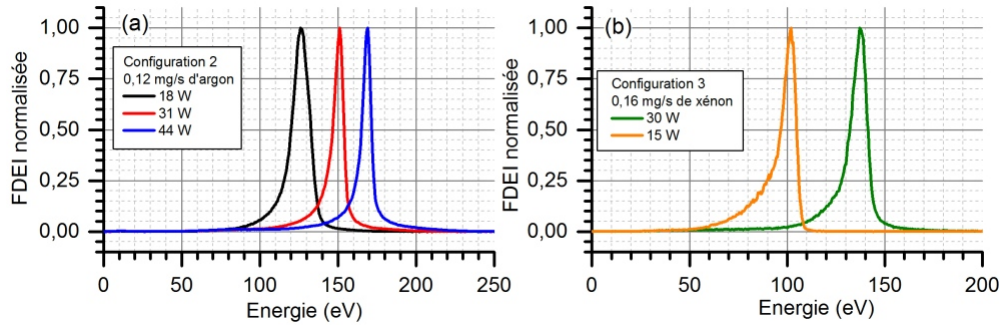 (a)
1,00
0,75
0,50
0,25
0,00
FDEI normalisée
Configuration 2
0,12 mg/s d'argon
18 W
31 W
44 W
0 50 100 150 200 250
Energie (eV)
(b)
1,00
0,75
0,50
0,25
0,00
FDEI normalisée
Configuration 3
0,16 mg/s de xénon
30 W
15 W
0 50 100 150 200
Energie (eV)